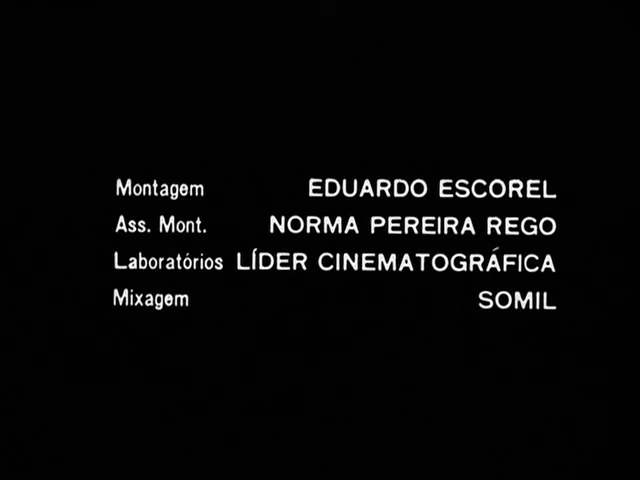 Montagem EDUARDO ESCOREL
Ass. Mont. NORMA PEREIRA REGO
Laboratórios LÍDER CINEMATOGRÁFICA
Mixagem SOMIL